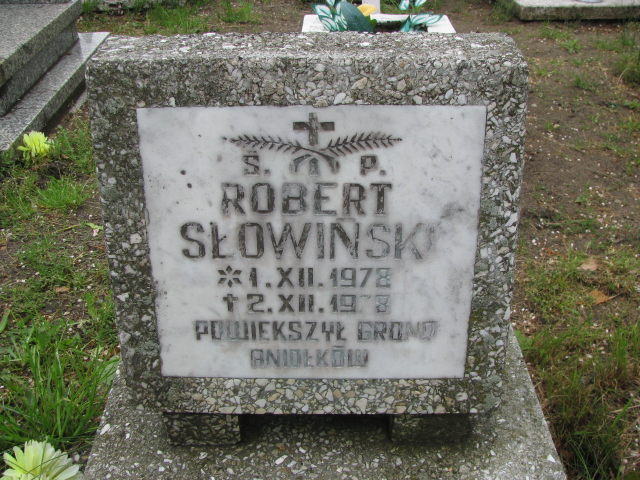 Ś. P.
ROBERT
SŁOWIŃSKI
* 1. XII. 1978
† 2. XII. 1978
POWIĘKSZYŁ GRONO
ANIOŁKÓW